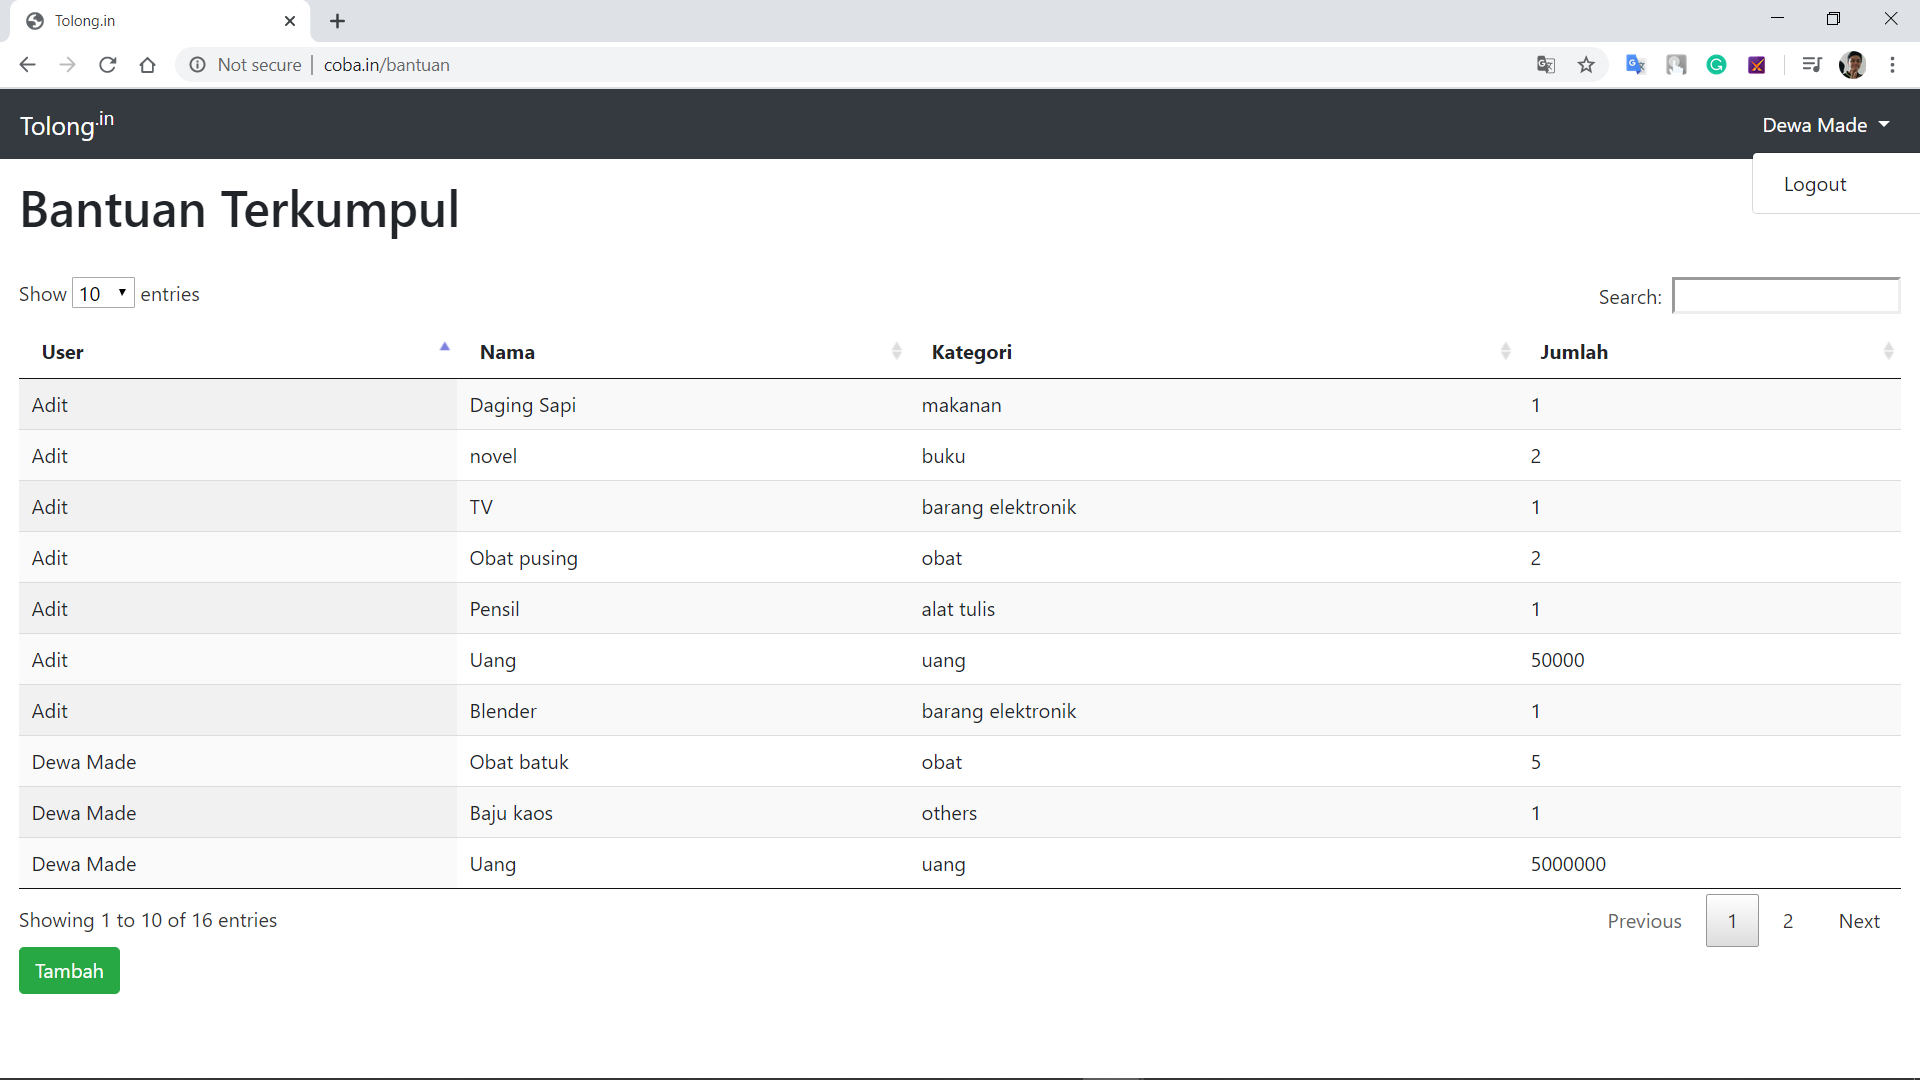 Tolong.in
Not secure | coba.in/bantuan
Tolong.in
Dewa Made
Logout
Bantuan Terkumpul
Show 10 entries
Search:
User Nama Kategori Jumlah
Adit Daging Sapi makanan 1
Adit novel buku 2
Adit TV barang elektronik 1
Adit Obat pusing obat 2
Adit Pensil alat tulis 1
Adit Uang uang 50000
Adit Blender barang elektronik 1
Dewa Made Obat batuk obat 5
Dewa Made Baju kaos others 1
Dewa Made Uang uang 5000000
Showing 1 to 10 of 16 entries
Previous 1 2 Next
Tambah